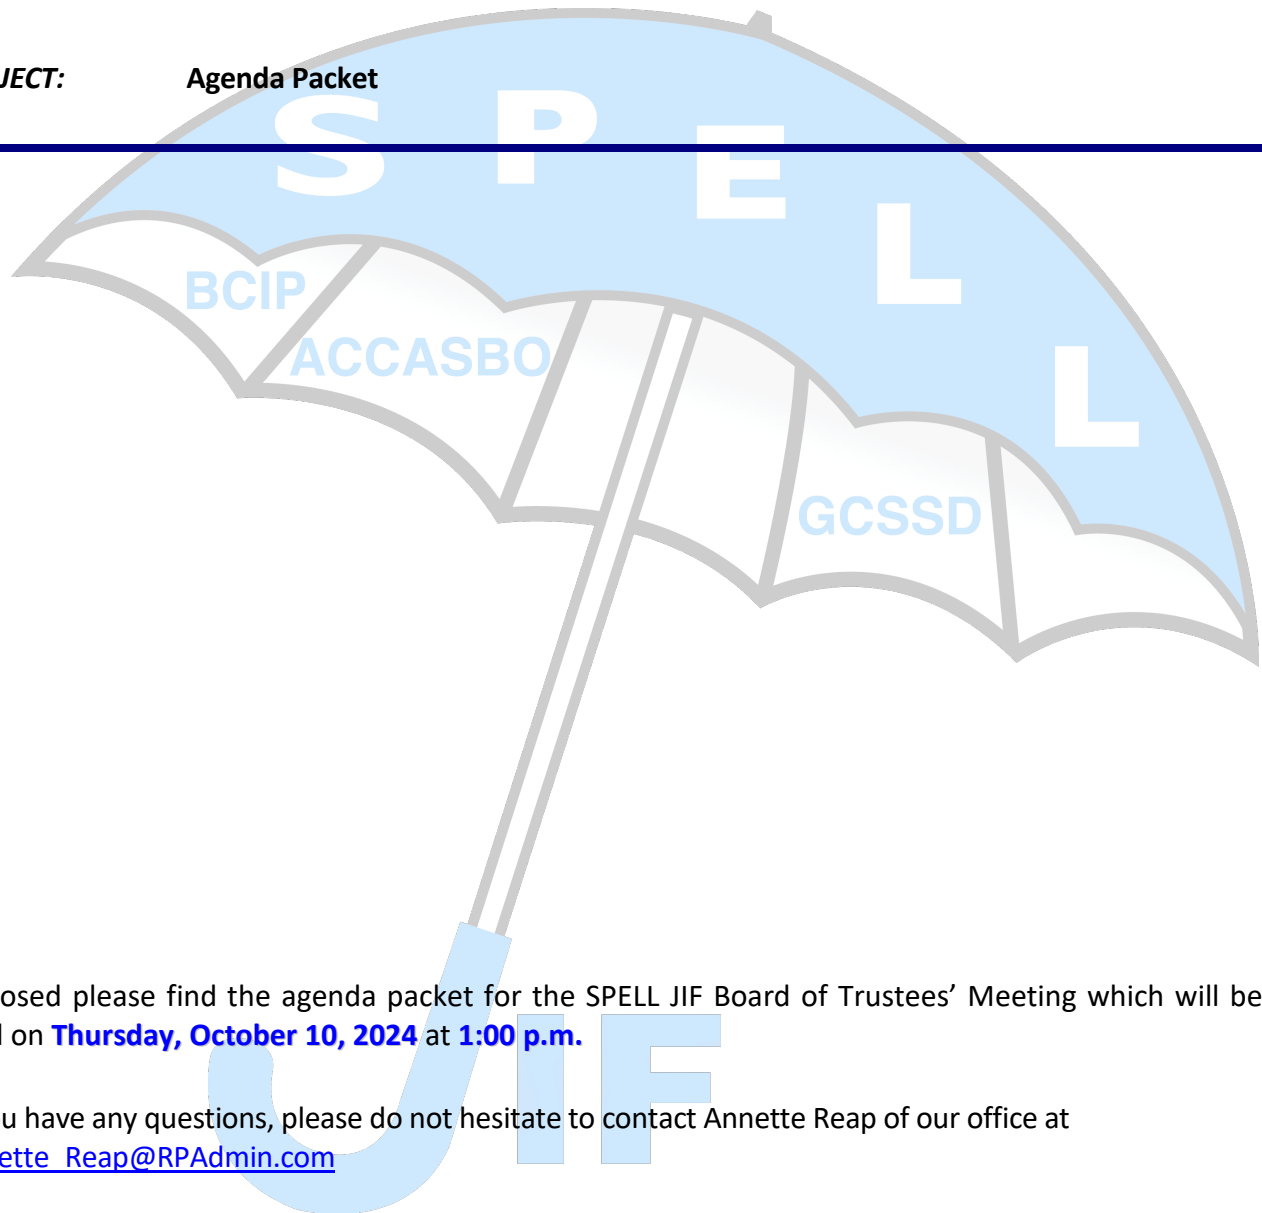 JECT: Agenda Packet
S P E L L
BCIP
ACCASBO
GCSSD
osed please find the agenda packet for the SPELL JIF Board of Trustees’ Meeting which will be
d on Thursday, October 10, 2024 at 1:00 p.m.
JIF
ou have any questions, please do not hesitate to contact Annette Reap of our office at
ette_Reap@RPAdmin.com